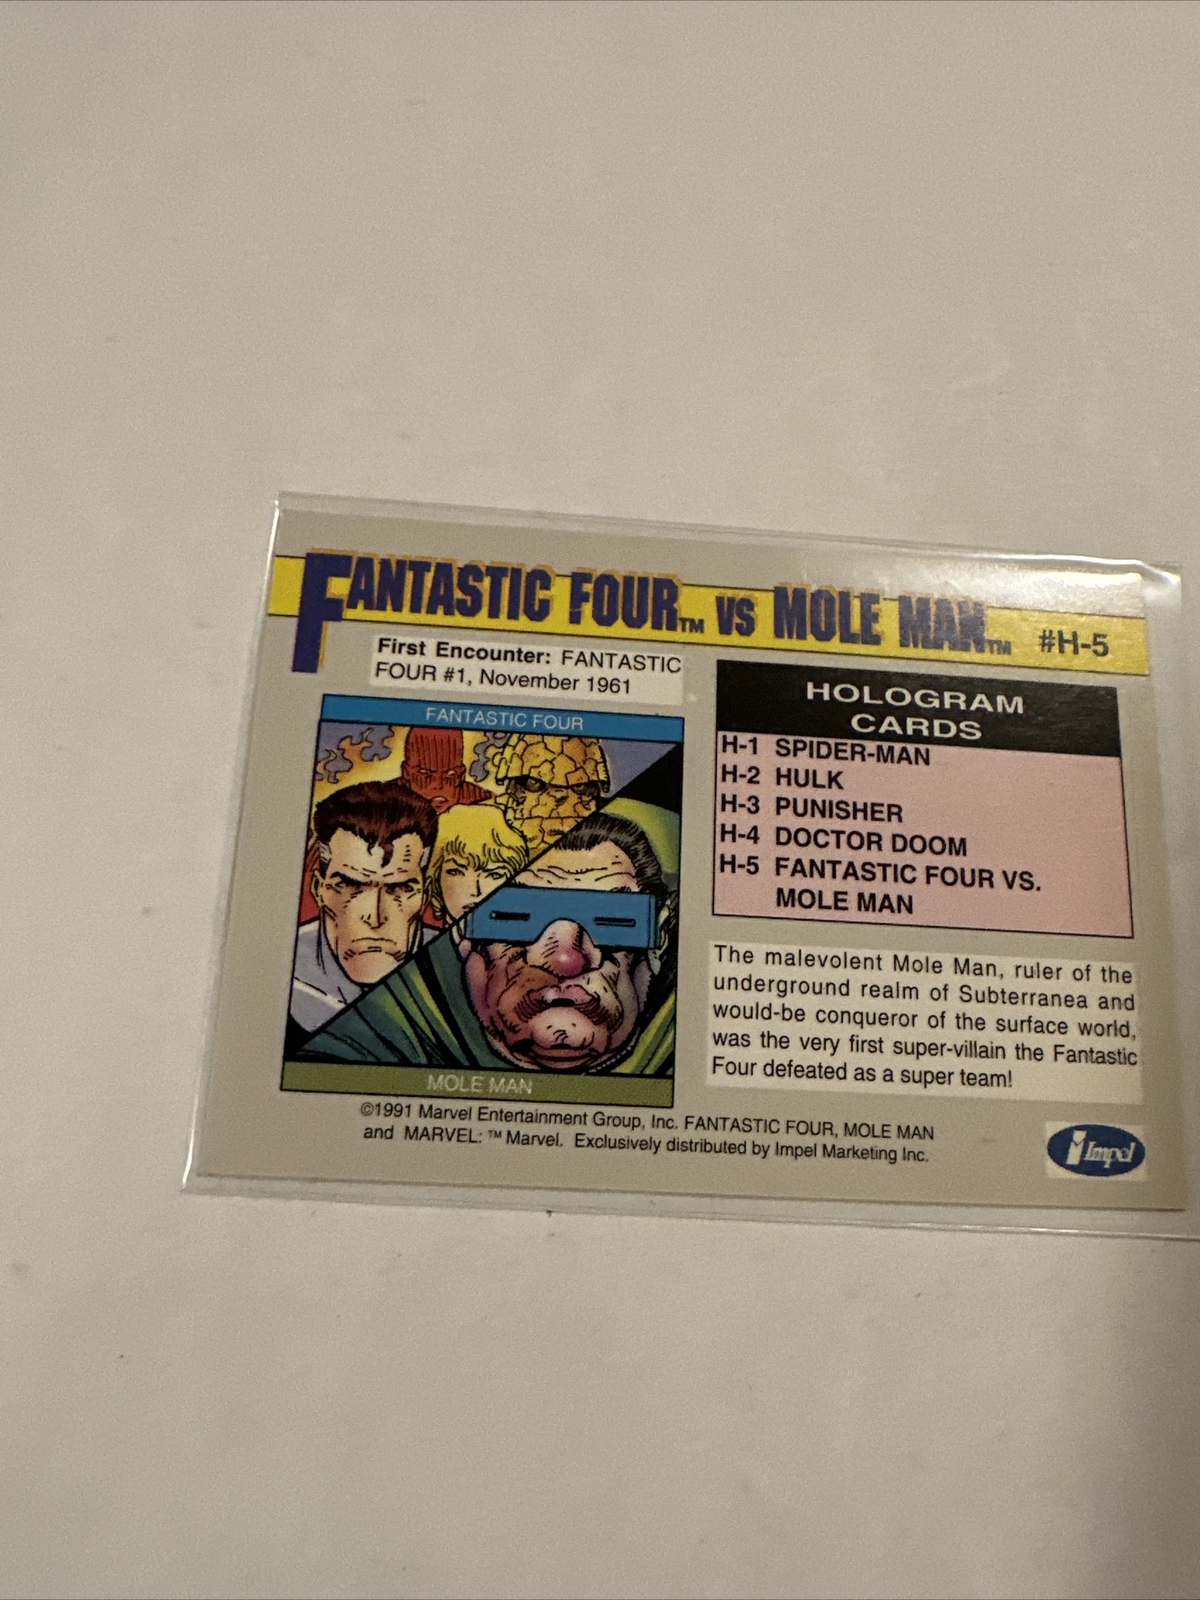 FANTASTIC FOUR™ VS MOLE MAN™ #H-5
First Encounter: FANTASTIC
FOUR #1, November 1961
FANTASTIC FOUR
MOLE MAN
HOLOGRAM
CARDS
H-1 SPIDER-MAN
H-2 HULK
H-3 PUNISHER
H-4 DOCTOR DOOM
H-5 FANTASTIC FOUR VS.
MOLE MAN
The malevolent Mole Man, ruler of the
underground realm of Subterranea and
would-be conqueror of the surface world,
was the very first super-villain the Fantastic
Four defeated as a super team!
©1991 Marvel Entertainment Group, Inc. FANTASTIC FOUR, MOLE MAN
and MARVEL: ™ Marvel. Exclusively distributed by Impel Marketing Inc.
Impel